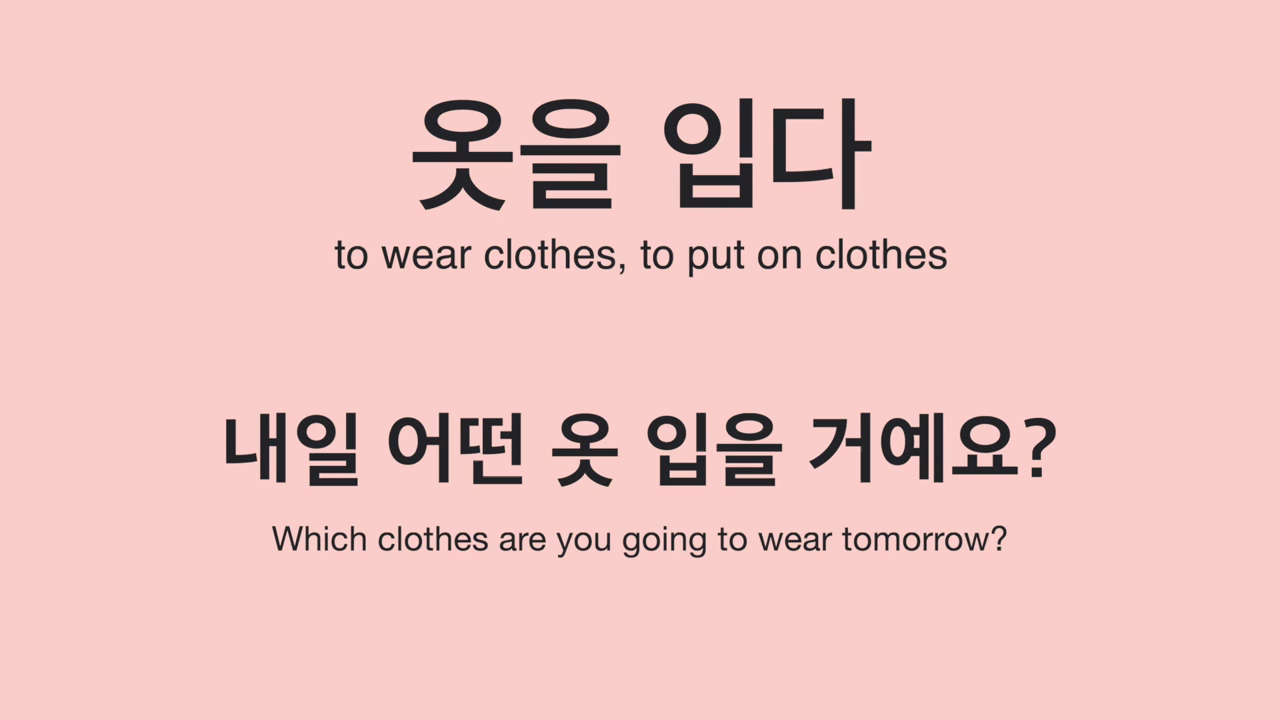 옷을 입다
to wear clothes, to put on clothes
내일 어떤 옷 입을 거예요?
Which clothes are you going to wear tomorrow?